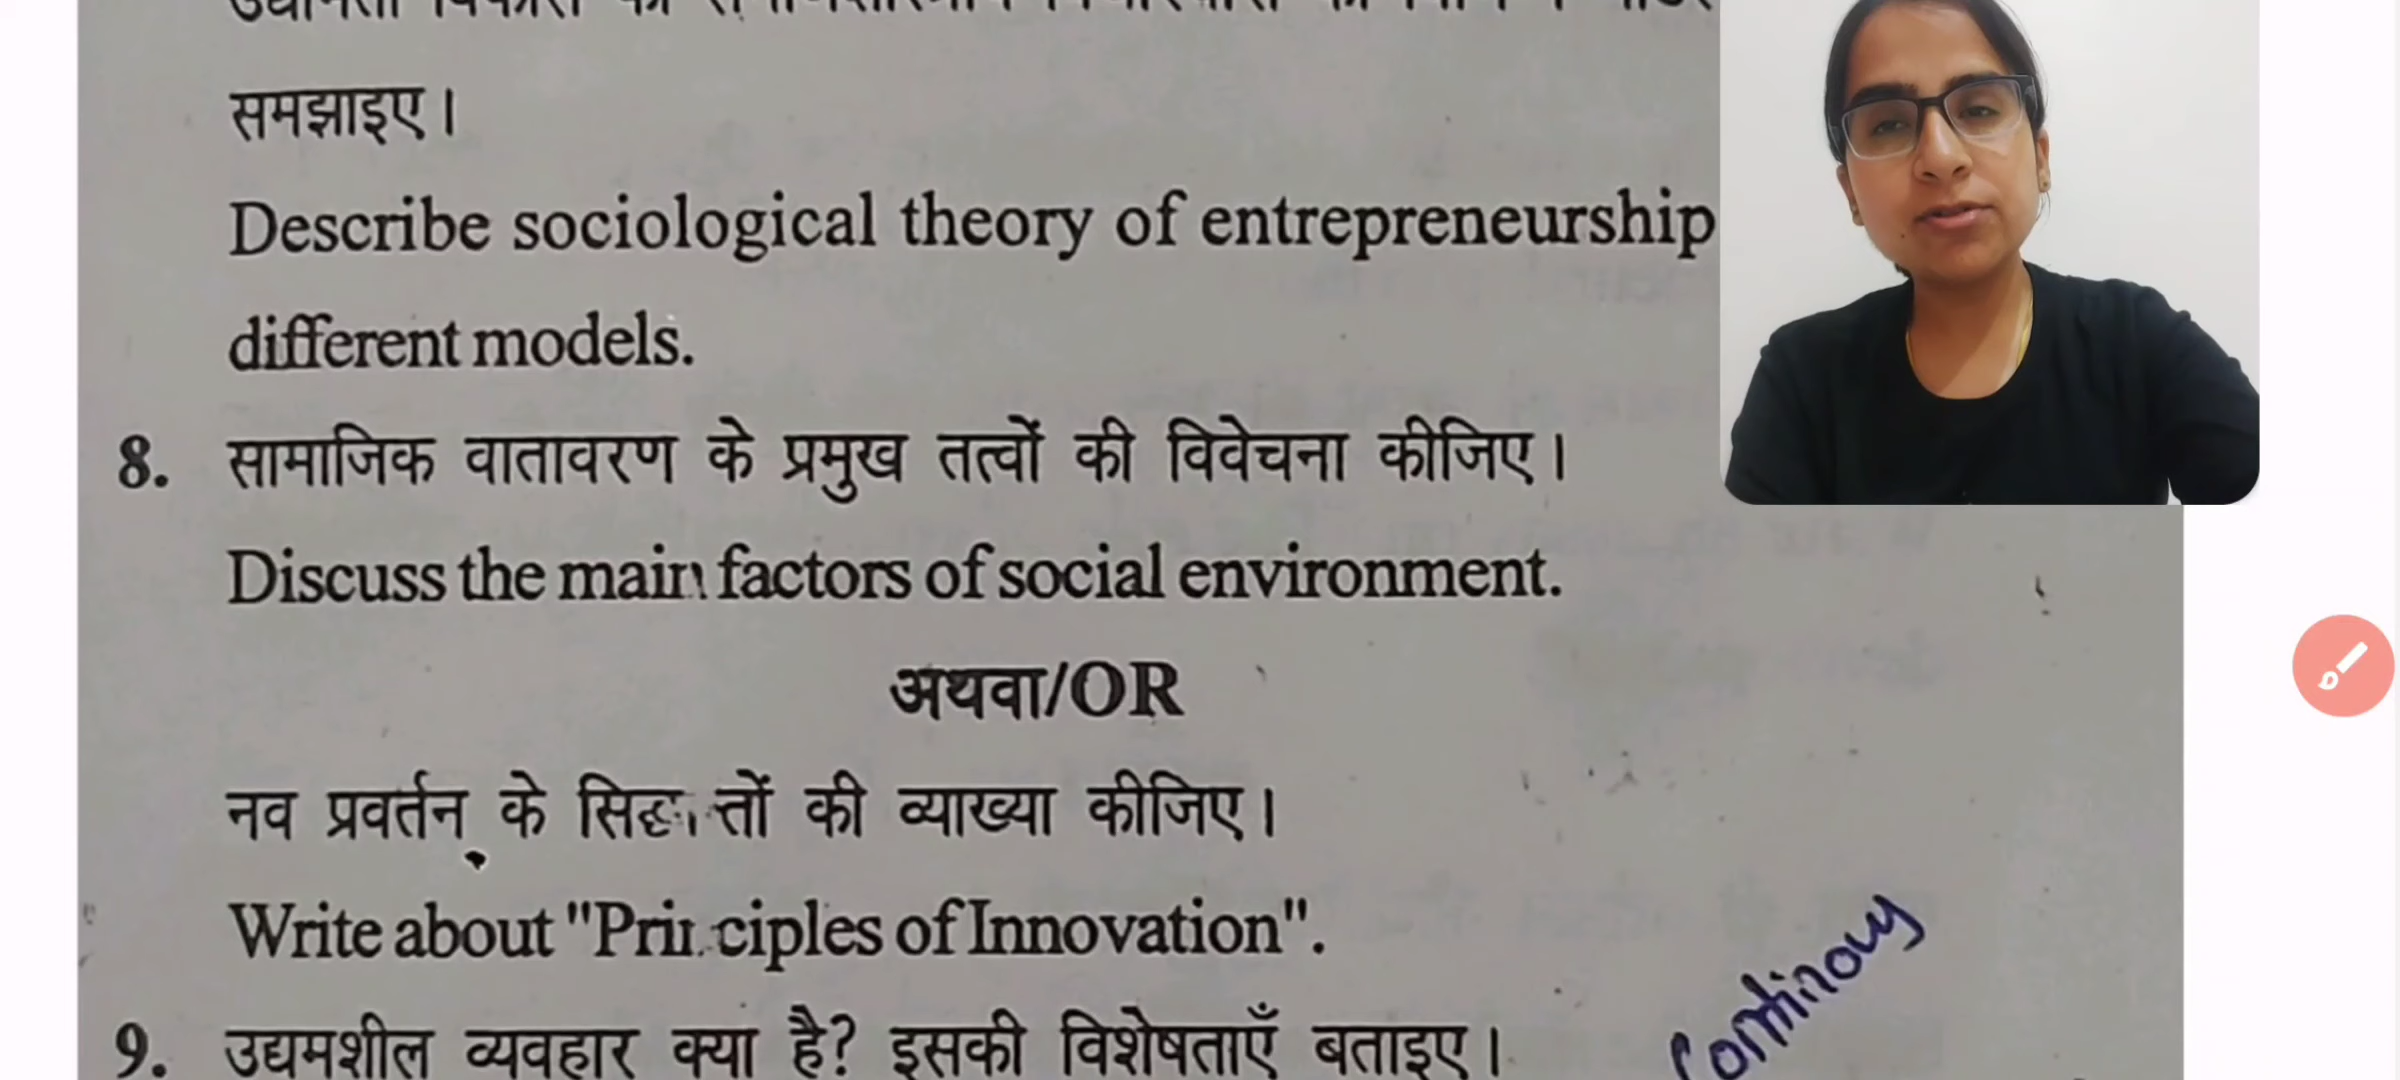 समझाइए।
Describe sociological theory of entrepreneurship
different models.
8. सामाजिक वातावरण के प्रमुख तत्वों की विवेचना कीजिए।
Discuss the main factors of social environment.
अथवा/OR
नव प्रवर्तन के सिद्धान्तों की व्याख्या कीजिए।
Write about "Principles of Innovation".
Continous
9. उद्यमशील व्यवहार क्या है? इसकी विशेषताएँ बताइए।